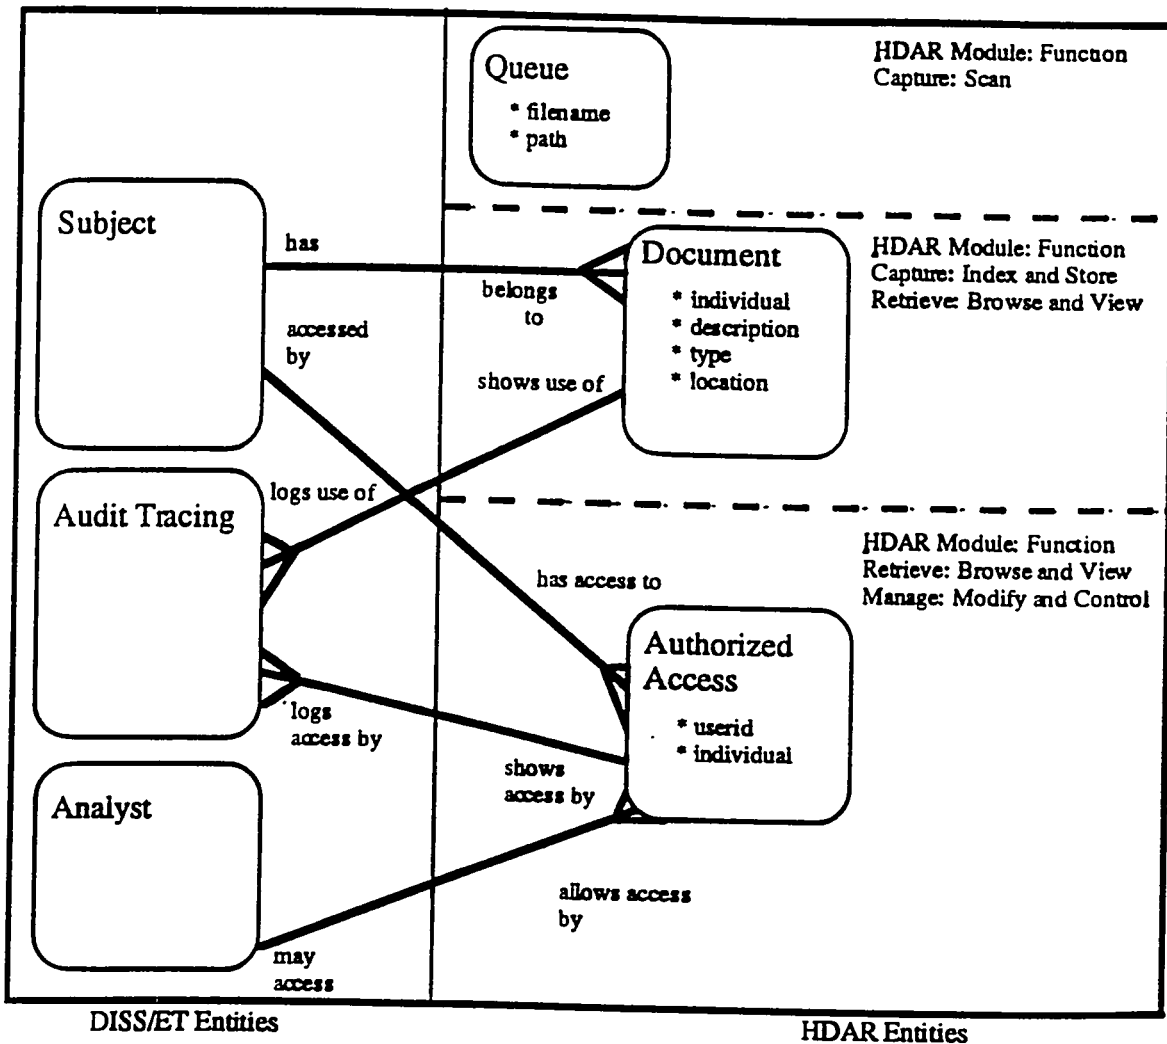 Queue
* filename
* path
HDAR Module: Function
Capture: Scan
Subject
has
belongs
to
Document
* individual
* description
* type
* location
HDAR Module: Function
Capture: Index and Store
Retrieve: Browse and View
accessed
by
shows use of
logs use of
Audit Tracing
HDAR Module: Function
Retrieve: Browse and View
Manage: Modify and Control
has access to
Authorized
Access
* userid
* individual
logs
access by
shows
access by
Analyst
allows access
by
may
access
DISS/ET Entities
HDAR Entities